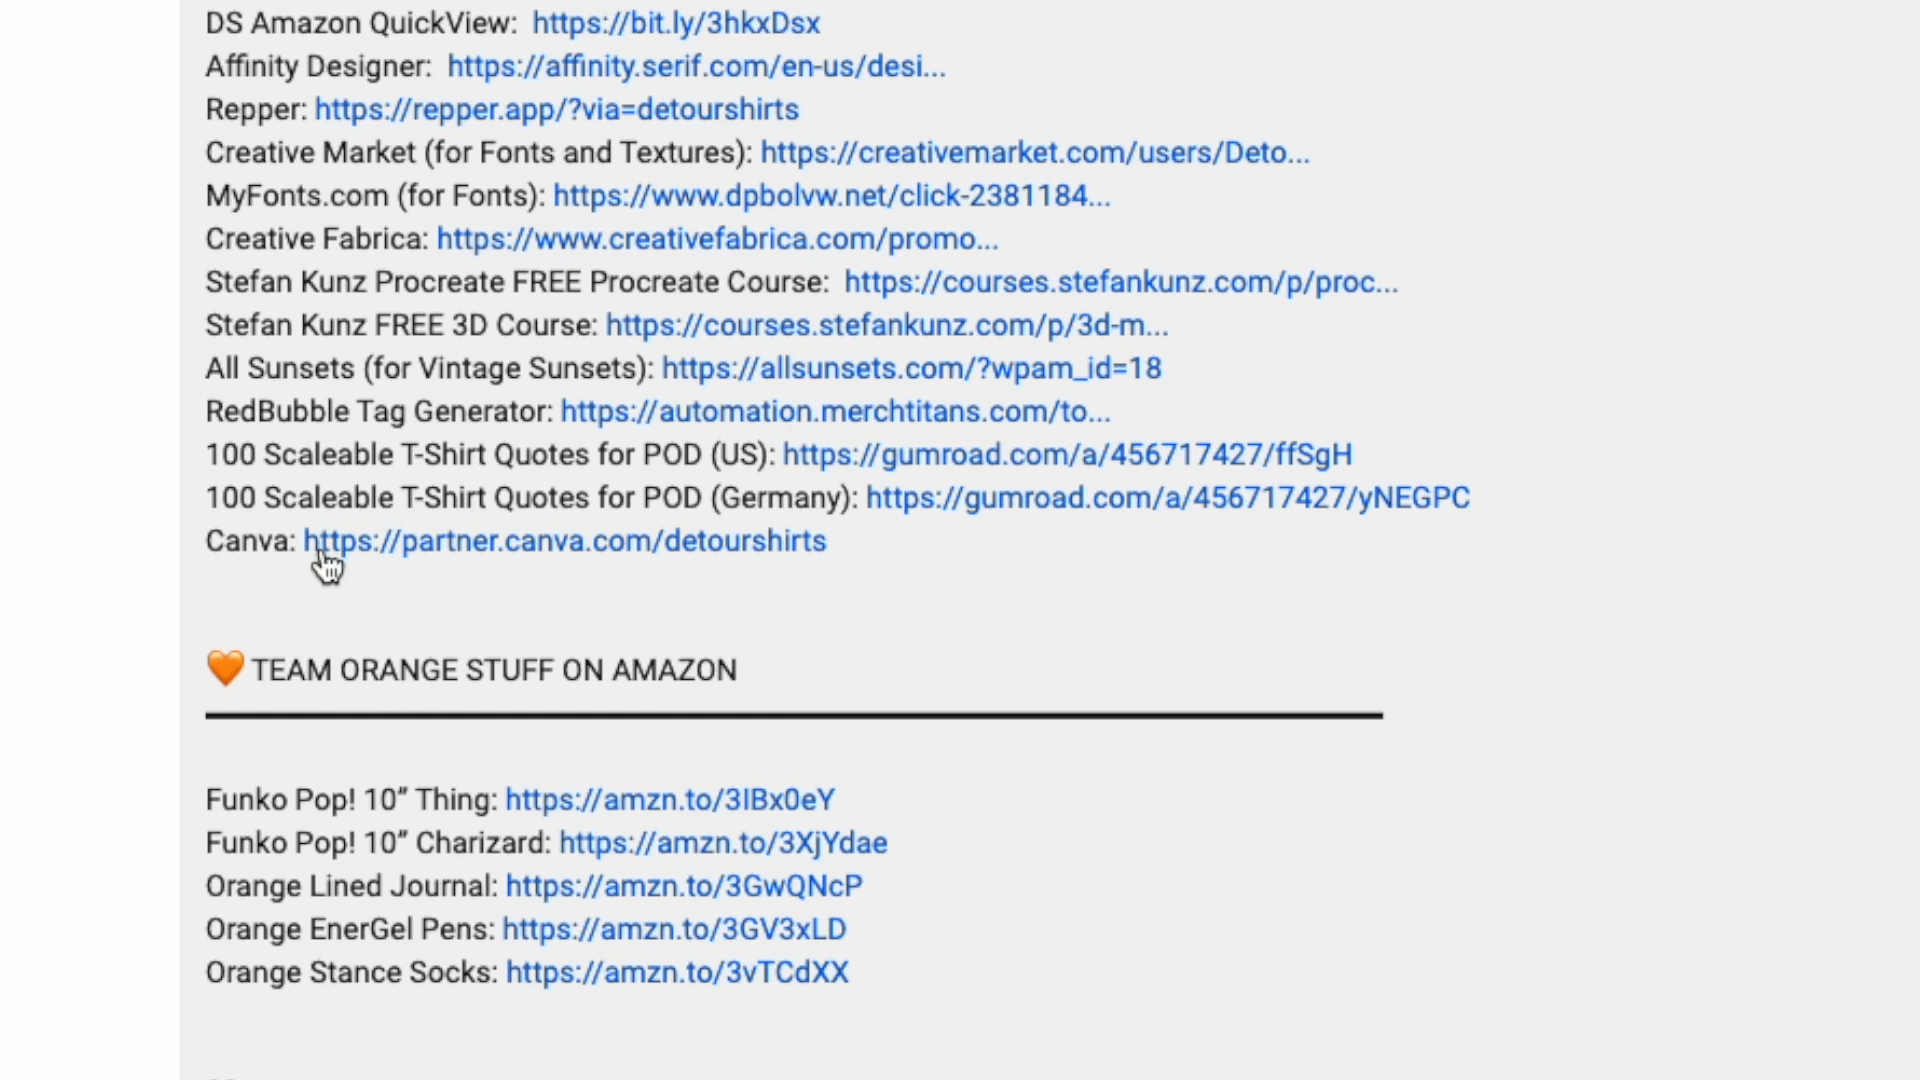 DS Amazon QuickView: https://bit.ly/3hkxDsx
Affinity Designer: https://affinity.serif.com/en-us/desi...
Repper: https://repper.app/?via=detourshirts
Creative Market (for Fonts and Textures): https://creativemarket.com/users/Deto...
MyFonts.com (for Fonts): https://www.dpbolvw.net/click-2381184...
Creative Fabrica: https://www.creativefabrica.com/promo...
Stefan Kunz Procreate FREE Procreate Course: https://courses.stefankunz.com/p/proc...
Stefan Kunz FREE 3D Course: https://courses.stefankunz.com/p/3d-m...
All Sunsets (for Vintage Sunsets): https://allsunsets.com/?wpam_id=18
RedBubble Tag Generator: https://automation.merchtitans.com/to...
100 Scaleable T-Shirt Quotes for POD (US): https://gumroad.com/a/456717427/ffSgH
100 Scaleable T-Shirt Quotes for POD (Germany): https://gumroad.com/a/456717427/yNEGPC
Canva: https://partner.canva.com/detourshirts
🧡 TEAM ORANGE STUFF ON AMAZON
Funko Pop! 10” Thing: https://amzn.to/3IBx0eY
Funko Pop! 10” Charizard: https://amzn.to/3XjYdae
Orange Lined Journal: https://amzn.to/3GwQNcP
Orange EnerGel Pens: https://amzn.to/3GV3xLD
Orange Stance Socks: https://amzn.to/3vTCdXX